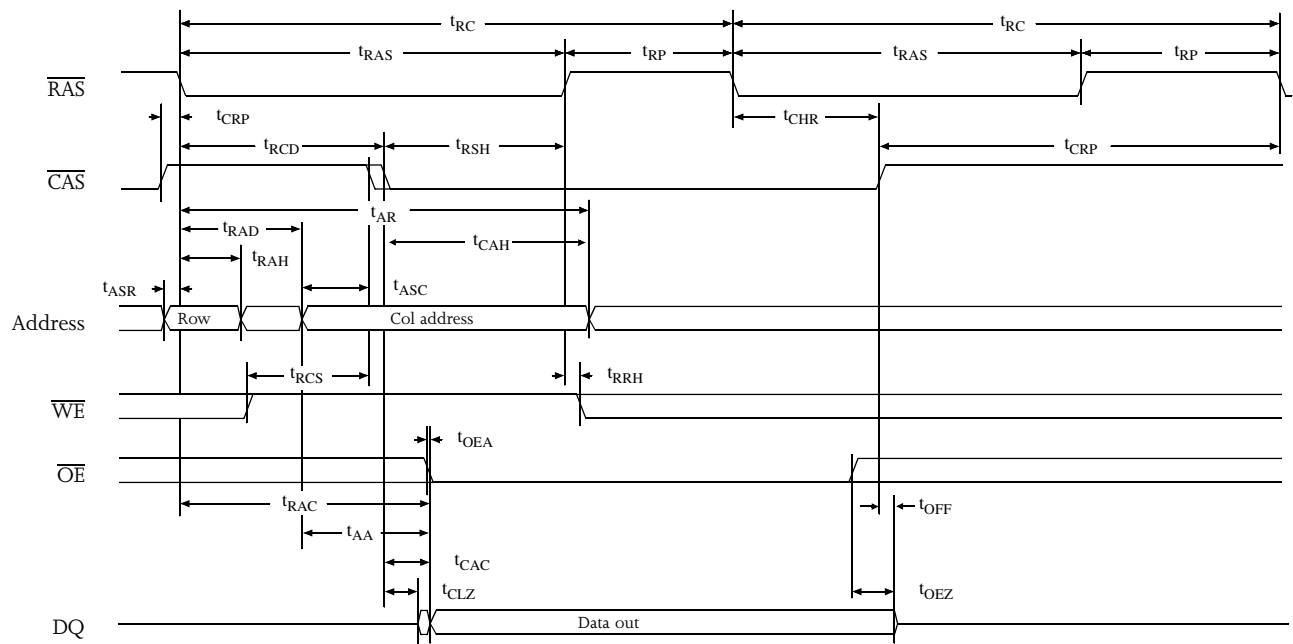 tRC tRC
tRAS tRP tRAS tRP
RAS
tCRP tCHR
tRCD tRSH tCRP
CAS
tAR
tRAD tCAH
tRAH
tASR tASC
Address Row Col address
tRCS tRRH
WE
tOEA
OE
tRAC tOFF
tAA
tCAC
tCLZ tOEZ
DQ Data out